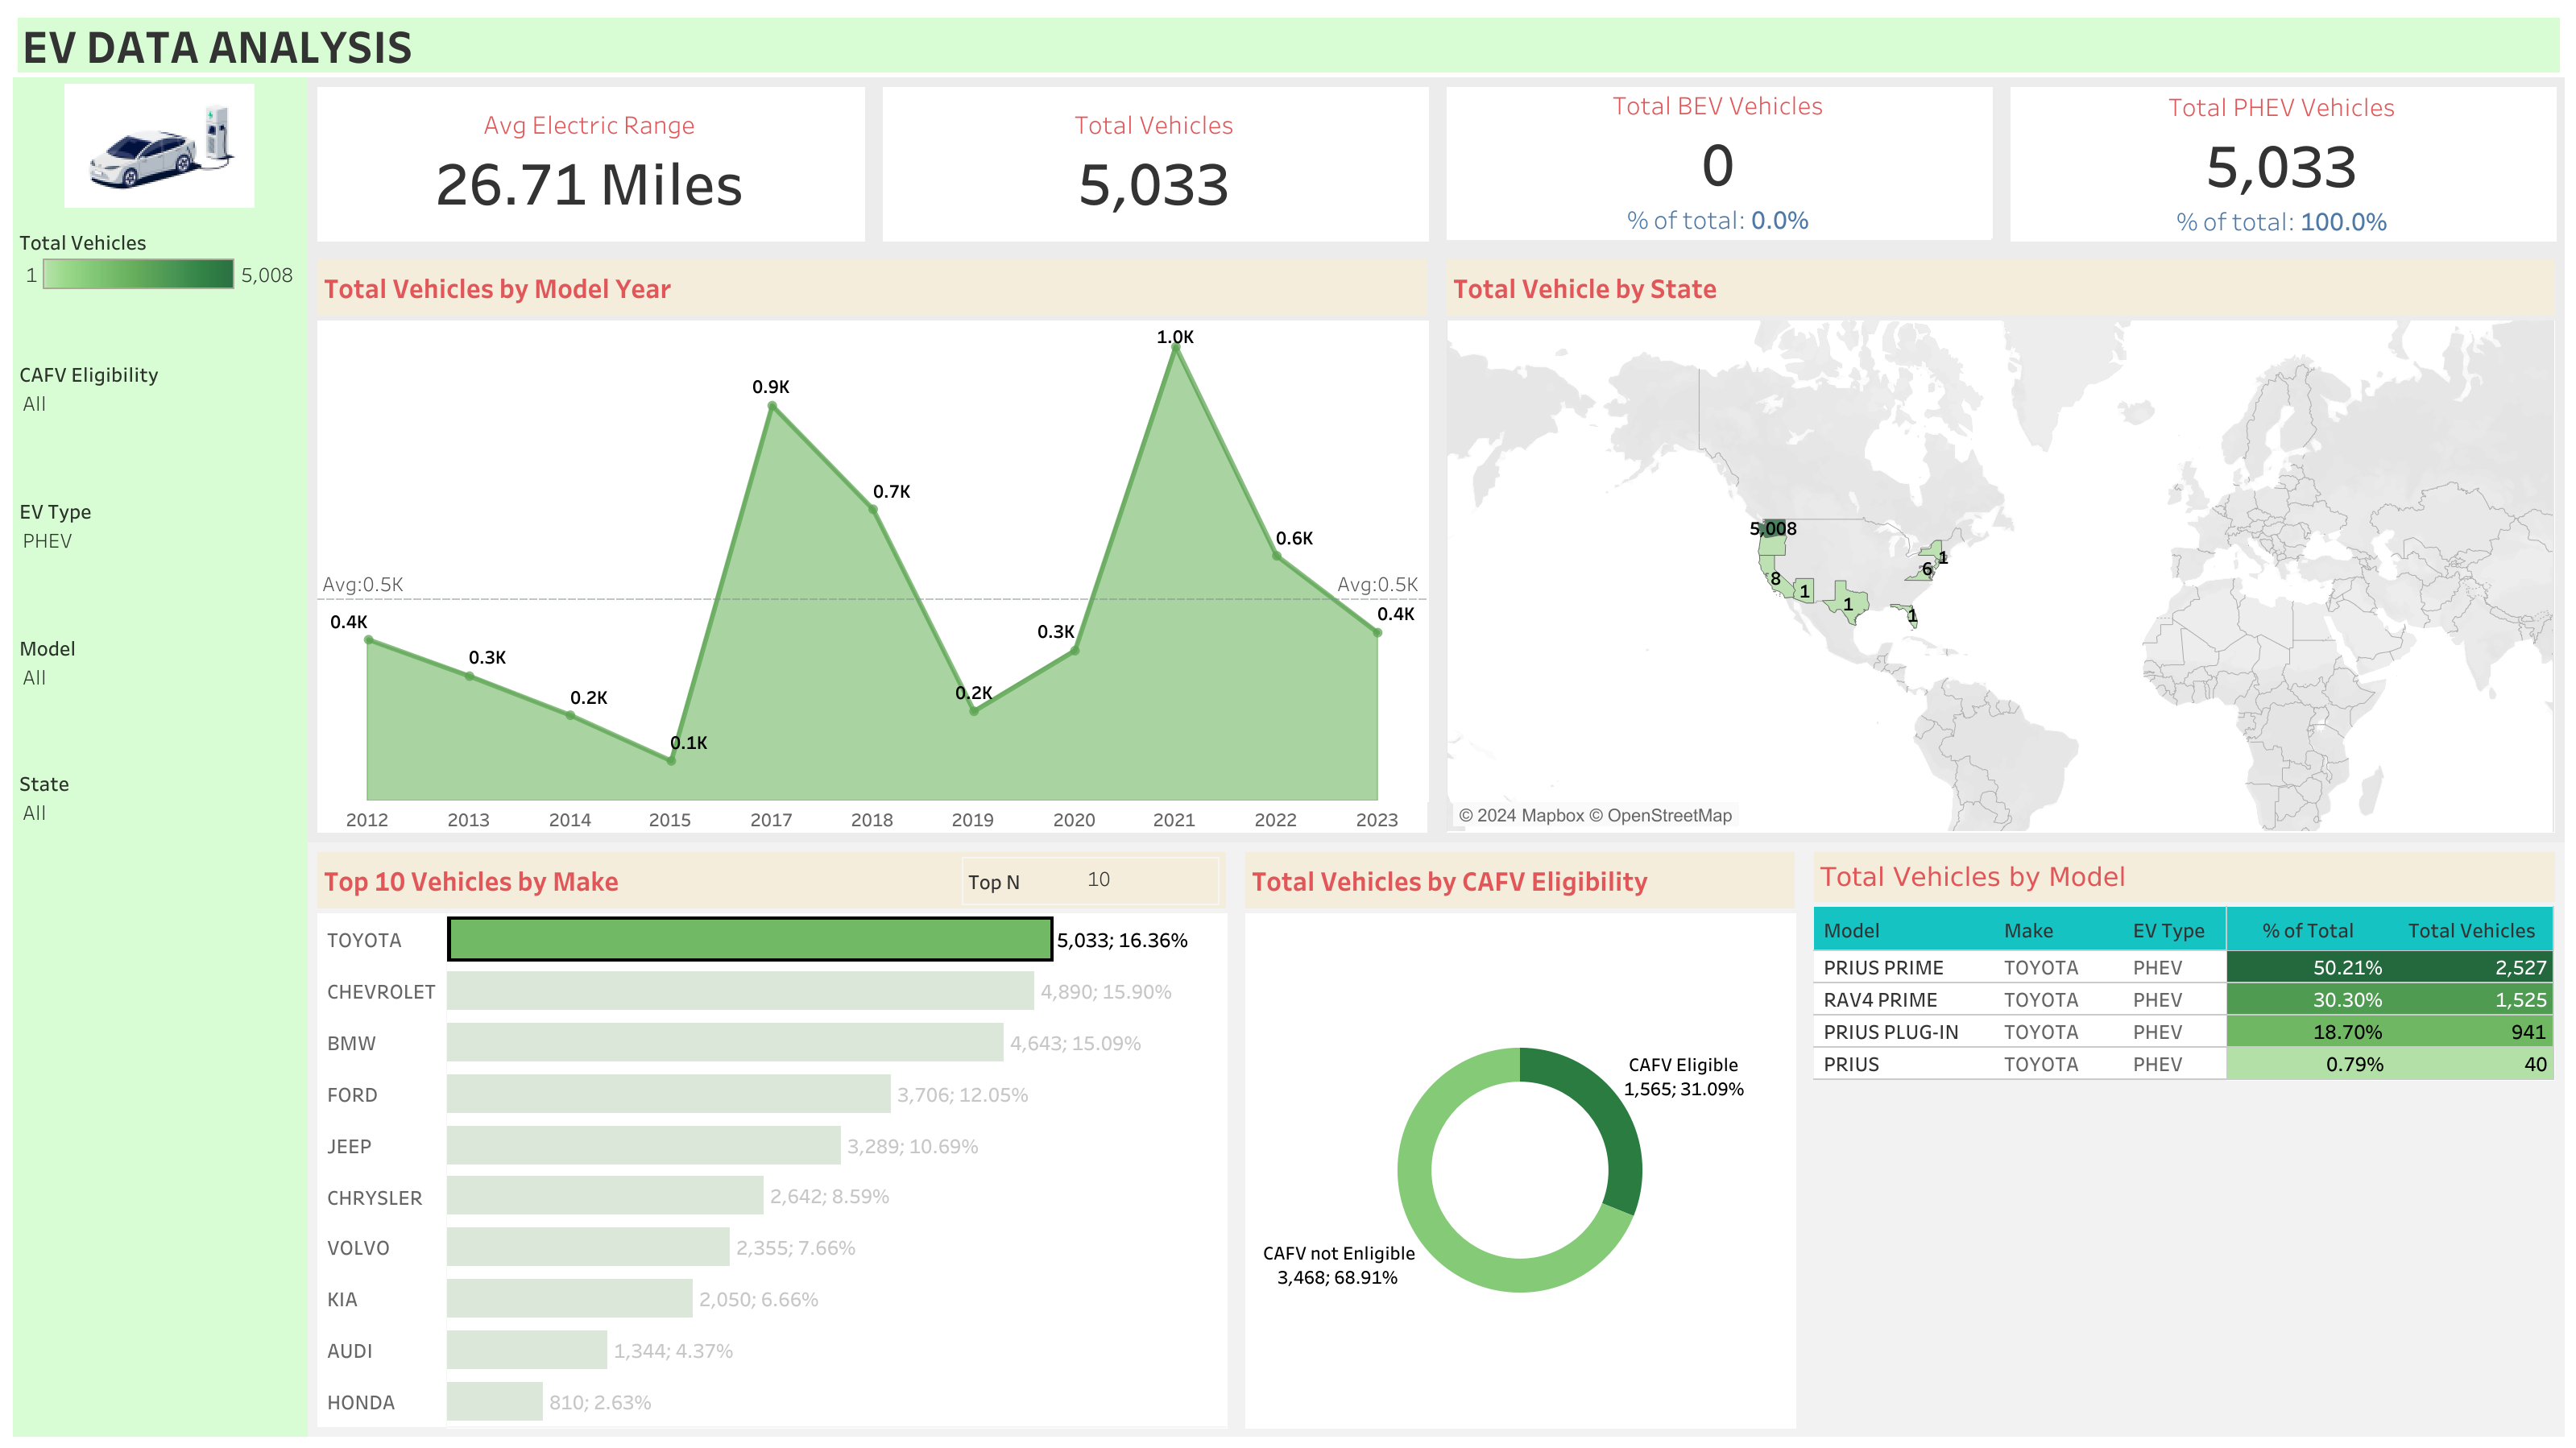 EV DATA ANALYSIS
Avg Electric Range
26.71 Miles
Total Vehicles
5,033
Total BEV Vehicles
0
% of total: 0.0%
Total PHEV Vehicles
5,033
% of total: 100.0%
Total Vehicles
1 5,008
CAFV Eligibility
All
EV Type
PHEV
Model
All
State
All
Total Vehicles by Model Year
1.0K
0.9K
0.7K
0.6K
Avg:0.5K Avg:0.5K
0.4K
0.3K
0.2K
0.1K
0.2K
0.3K
0.4K
2012 2013 2014 2015 2017 2018 2019 2020 2021 2022 2023
Total Vehicle by State
5,008
1
6
8
1
1
1
© 2024 Mapbox © OpenStreetMap
Top 10 Vehicles by Make
Top N 10
TOYOTA 5,033; 16.36%
CHEVROLET 4,890; 15.90%
BMW 4,643; 15.09%
FORD 3,706; 12.05%
JEEP 3,289; 10.69%
CHRYSLER 2,642; 8.59%
VOLVO 2,355; 7.66%
KIA 2,050; 6.66%
AUDI 1,344; 4.37%
HONDA 810; 2.63%
Total Vehicles by CAFV Eligibility
CAFV Eligible
1,565; 31.09%
CAFV not Enligible
3,468; 68.91%
Total Vehicles by Model
Model Make EV Type % of Total Total Vehicles
PRIUS PRIME TOYOTA PHEV 50.21% 2,527
RAV4 PRIME TOYOTA PHEV 30.30% 1,525
PRIUS PLUG-IN TOYOTA PHEV 18.70% 941
PRIUS TOYOTA PHEV 0.79% 40